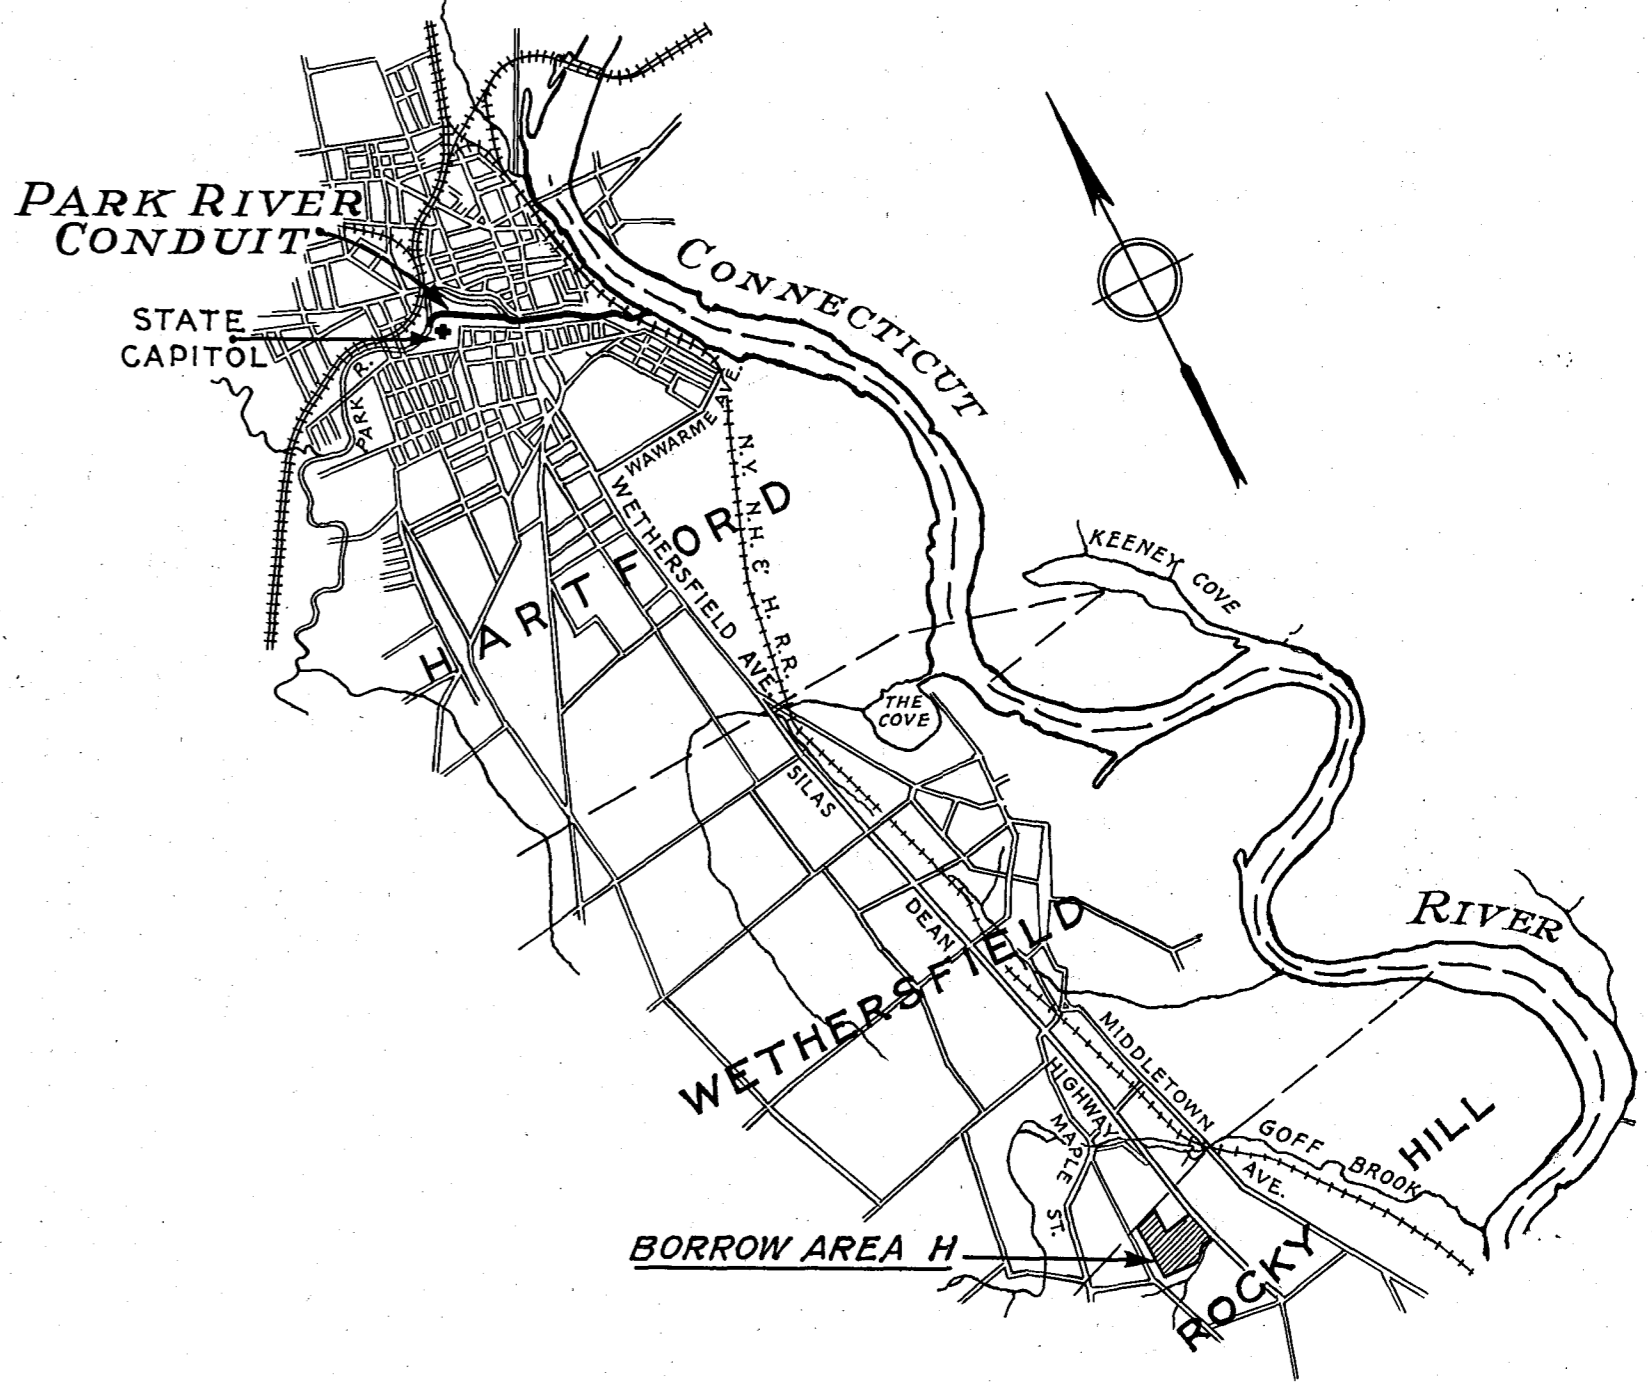 PARK RIVER
CONDUIT
STATE
CAPITOL
PARK R.
CONNECTICUT
WAWARME AVE.
N.Y. N.H. & H. R.R.
WETHERSFIELD AVE.
HARTFORD
KEENEY COVE
THE
COVE
SILAS
DEAN
HIGHWAY
WETHERSFIELD
RIVER
MIDDLETOWN
AVE.
MAPLE ST.
GOFF BROOK
ROCKY HILL
BORROW AREA H